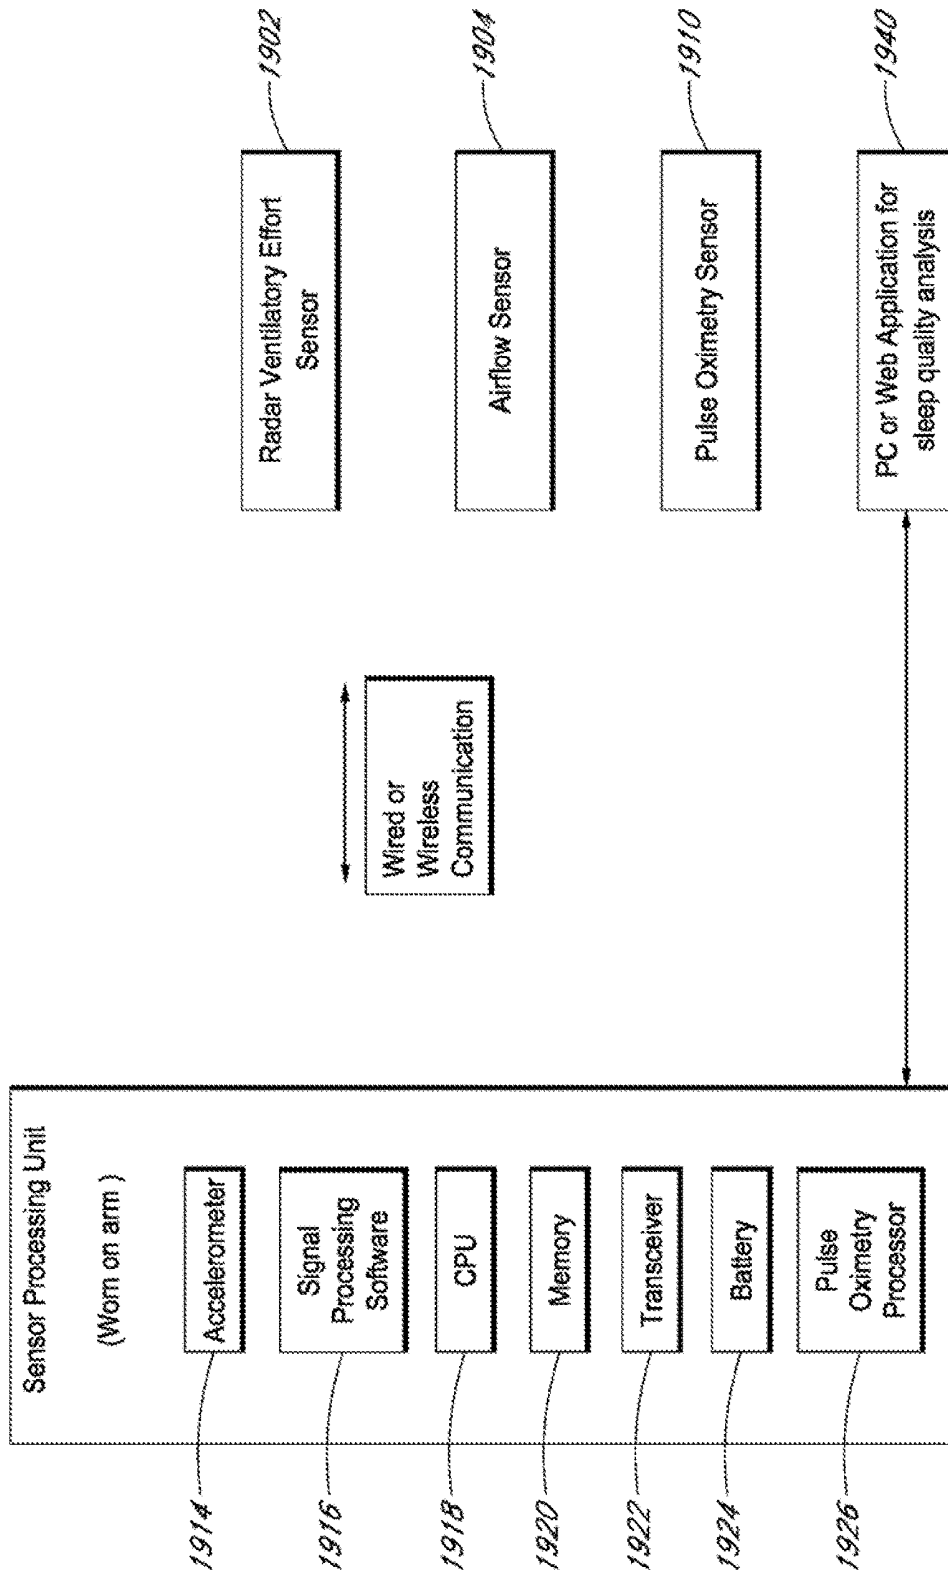 Sensor Processing Unit
(Worn on arm )
1914
Accelerometer
1916
Signal
Processing
Software
1918
CPU
1920
Memory
1922
Transceiver
1924
Battery
1926
Pulse
Oximetry
Processor
Wired or
Wireless
Communication
Radar Ventilatory Effort
Sensor
1902
Airflow Sensor
1904
Pulse Oximetry Sensor
1910
PC or Web Application for
sleep quality analysis
1940